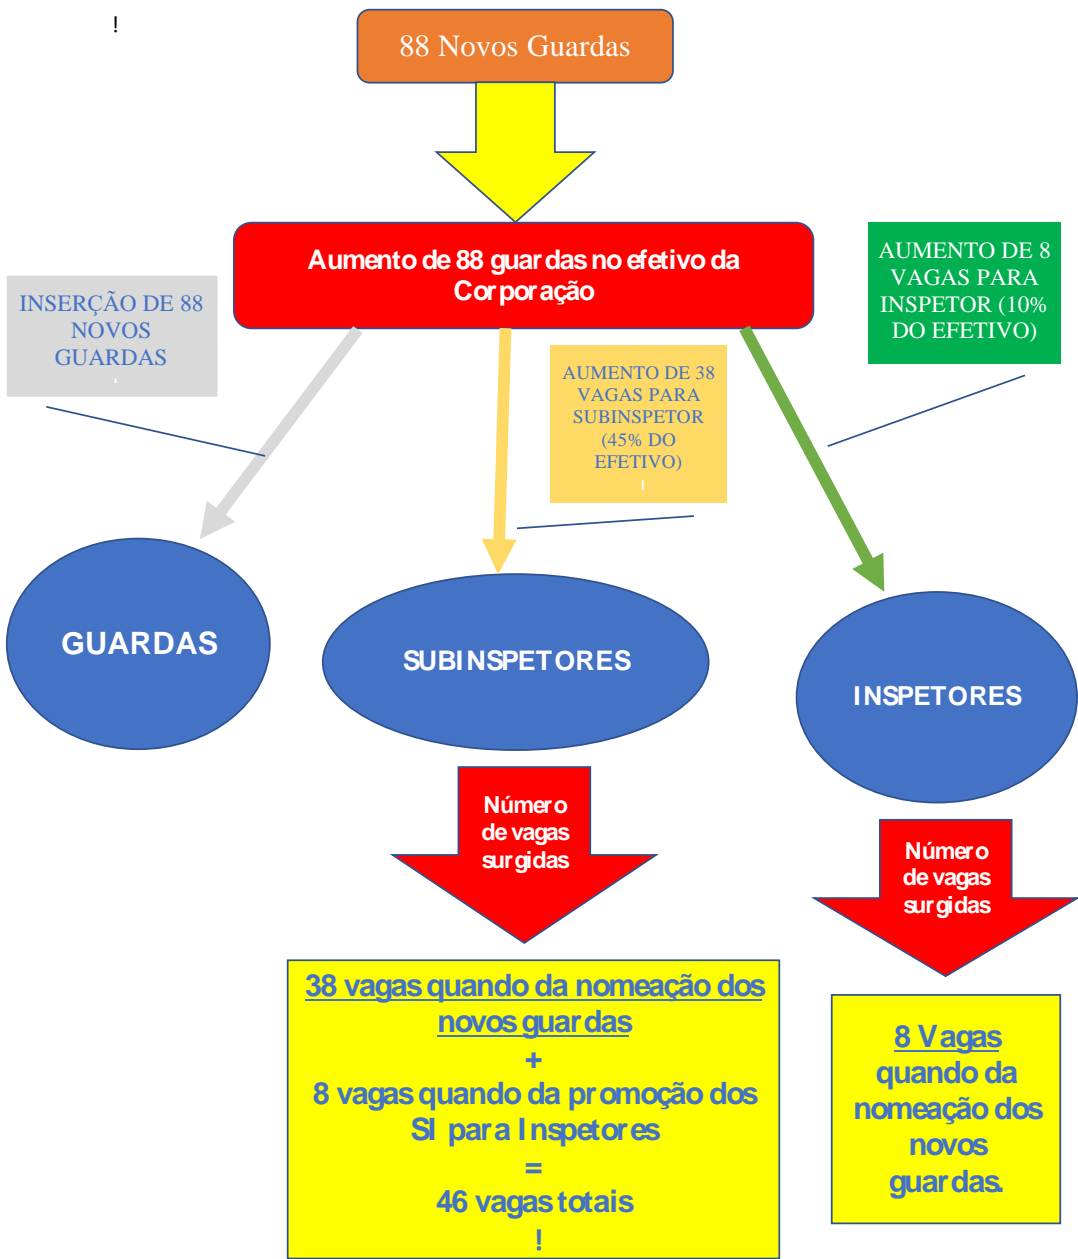 !
88 Novos Guardas
Aumento de 88 guardas no efetivo da
Corporação
INSERÇÃO DE 88
NOVOS
GUARDAS
!
AUMENTO DE 38
VAGAS PARA
SUBINSPETOR
(45% DO
EFETIVO)
!
AUMENTO DE 8
VAGAS PARA
INSPETOR (10%
DO EFETIVO)
GUARDAS
SUBINSPETORES
INSPETORES
Número
de vagas
surgidas
Número
de vagas
surgidas
38 vagas quando da nomeação dos
novos guardas
+
8 vagas quando da promoção dos
SI para Inspetores
=
46 vagas totais
!
8 Vagas
quando da
nomeação dos
novos
guardas.